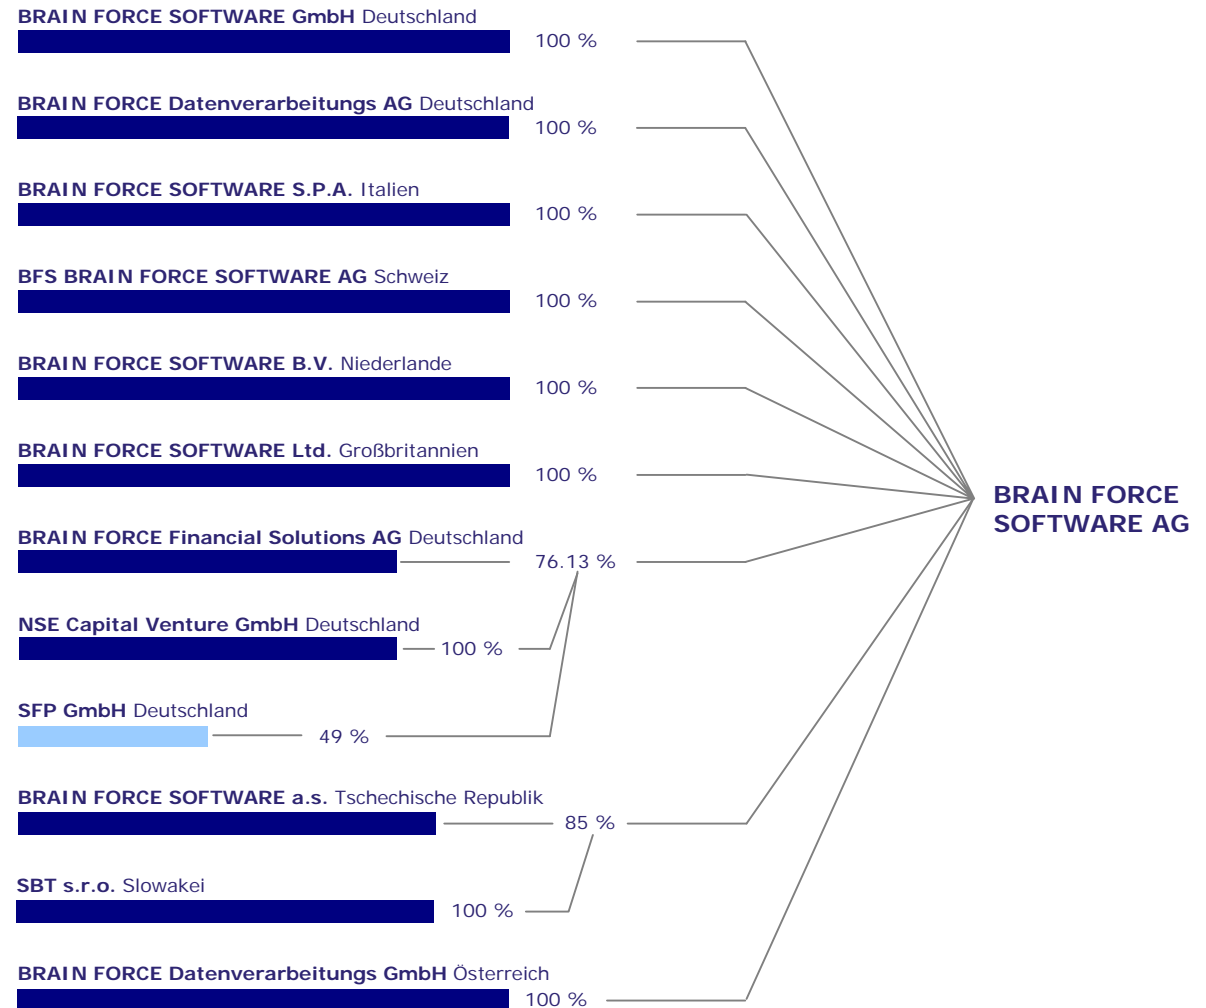 BRAIN FORCE SOFTWARE GmbH Deutschland
100 %
BRAIN FORCE Datenverarbeitungs AG Deutschland
100 %
BRAIN FORCE SOFTWARE S.P.A. Italien
100 %
BFS BRAIN FORCE SOFTWARE AG Schweiz
100 %
BRAIN FORCE SOFTWARE B.V. Niederlande
100 %
BRAIN FORCE SOFTWARE Ltd. Großbritannien
100 %
BRAIN FORCE
SOFTWARE AG
BRAIN FORCE Financial Solutions AG Deutschland
76.13 %
NSE Capital Venture GmbH Deutschland
100 %
SFP GmbH Deutschland
49 %
BRAIN FORCE SOFTWARE a.s. Tschechische Republik
85 %
SBT s.r.o. Slowakei
100 %
BRAIN FORCE Datenverarbeitungs GmbH Österreich
100 %